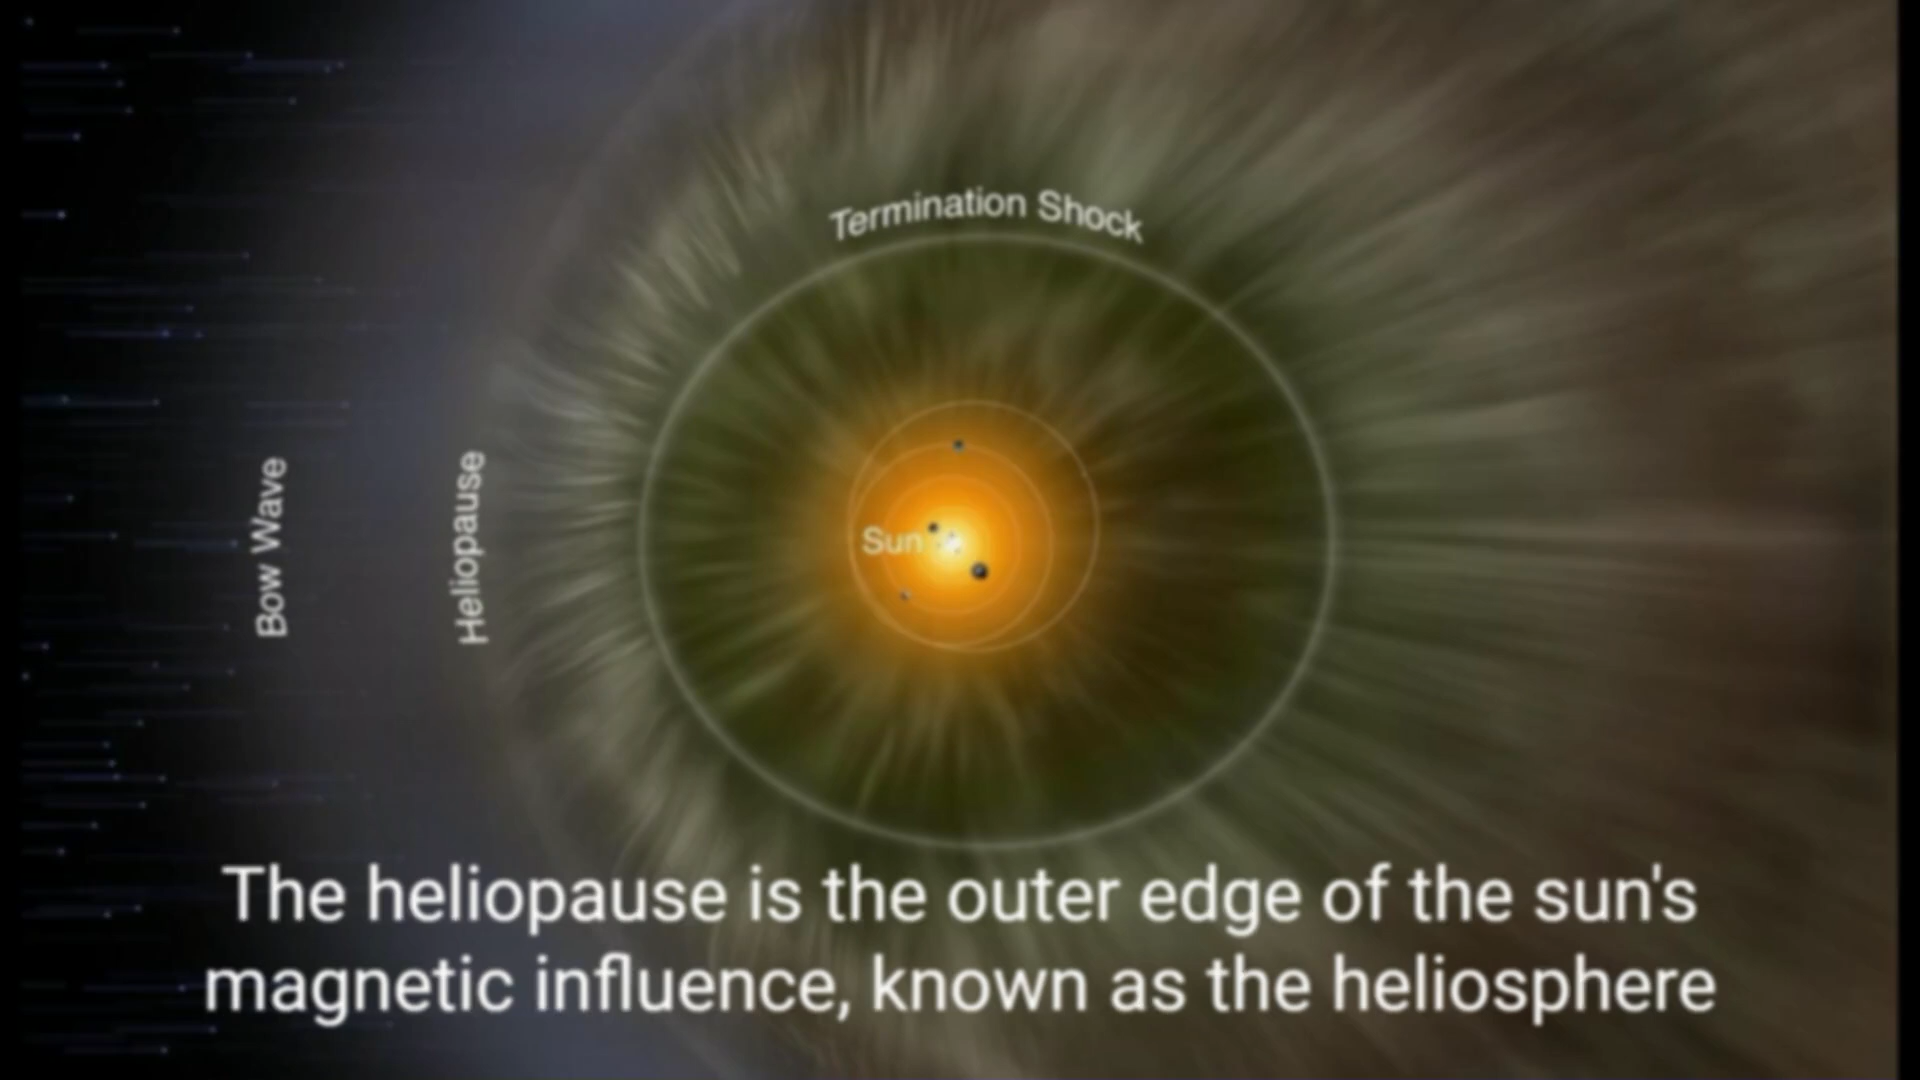 Termination Shock
Bow Wave
Heliopause
Sun
The heliopause is the outer edge of the sun's
magnetic influence, known as the heliosphere